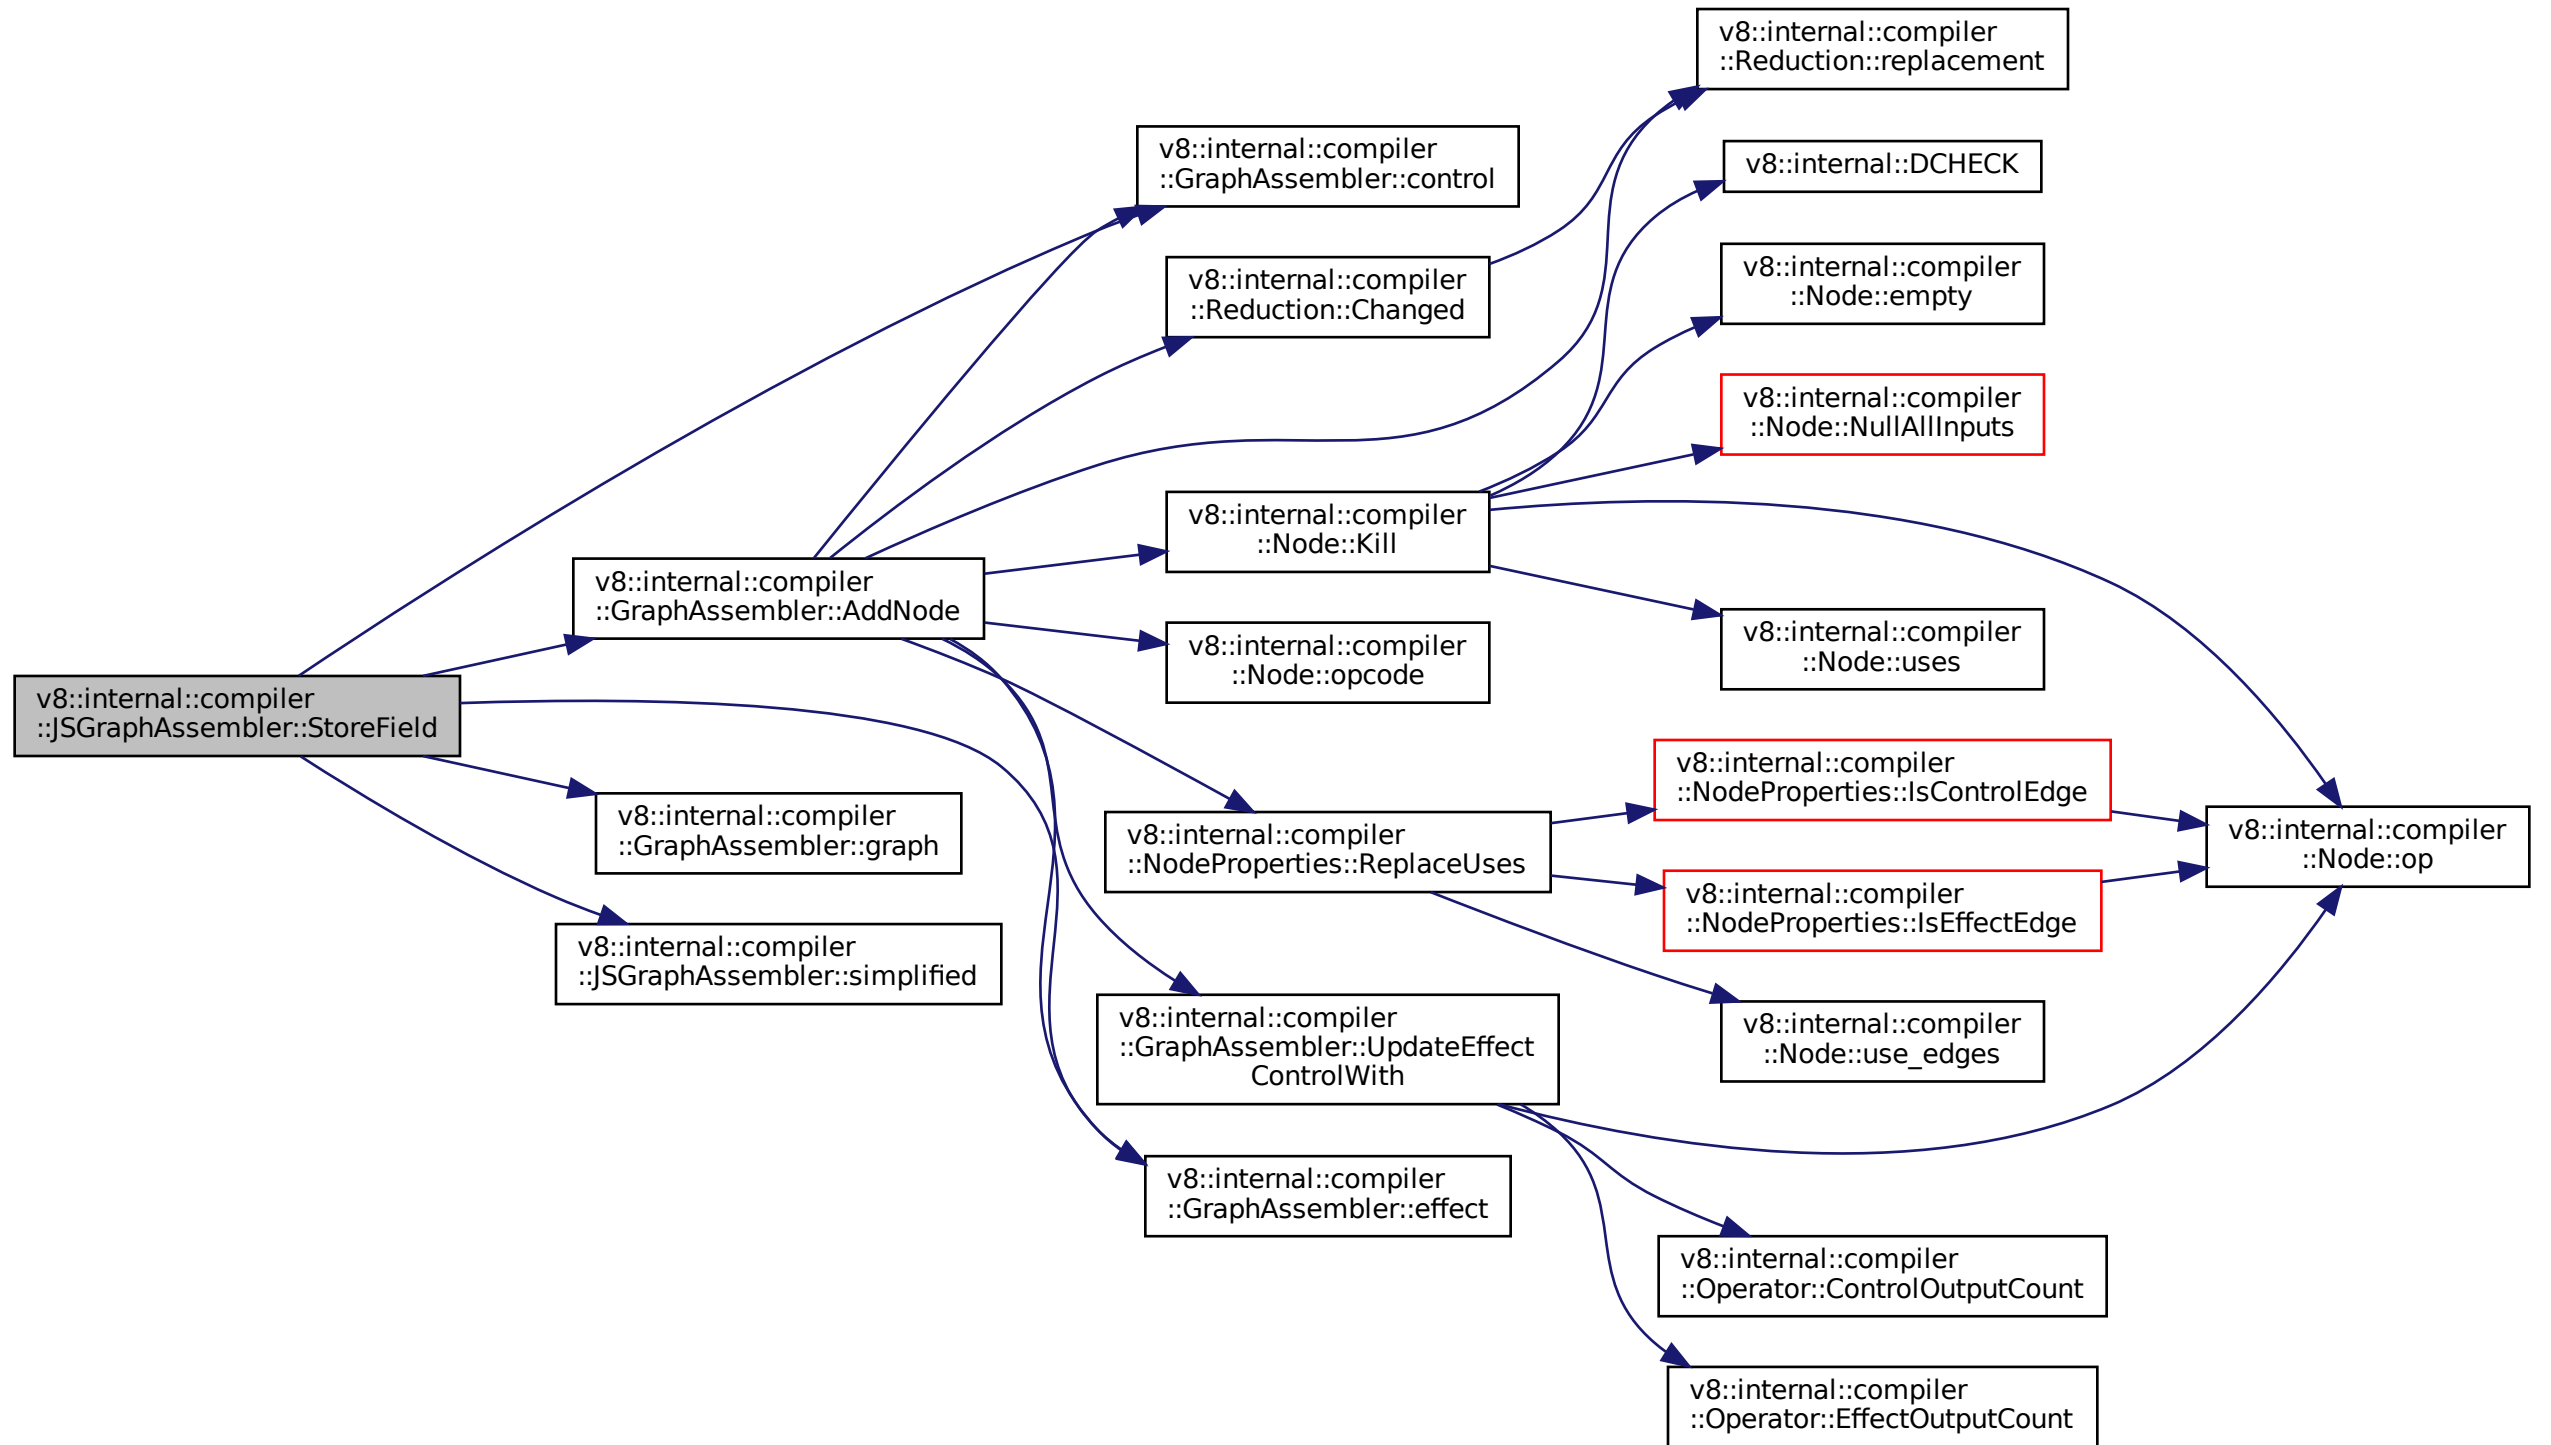 v8::internal::compiler
::JSGraphAssembler::StoreField
v8::internal::compiler
::GraphAssembler::AddNode
v8::internal::compiler
::GraphAssembler::graph
v8::internal::compiler
::JSGraphAssembler::simplified
v8::internal::compiler
::GraphAssembler::control
v8::internal::compiler
::Reduction::Changed
v8::internal::compiler
::Node::Kill
v8::internal::compiler
::Node::opcode
v8::internal::compiler
::NodeProperties::ReplaceUses
v8::internal::compiler
::GraphAssembler::UpdateEffect
ControlWith
v8::internal::compiler
::GraphAssembler::effect
v8::internal::compiler
::Reduction::replacement
v8::internal::DCHECK
v8::internal::compiler
::Node::empty
v8::internal::compiler
::Node::NullAllInputs
v8::internal::compiler
::Node::uses
v8::internal::compiler
::NodeProperties::IsControlEdge
v8::internal::compiler
::NodeProperties::IsEffectEdge
v8::internal::compiler
::Node::use_edges
v8::internal::compiler
::Operator::ControlOutputCount
v8::internal::compiler
::Operator::EffectOutputCount
v8::internal::compiler
::Node::op